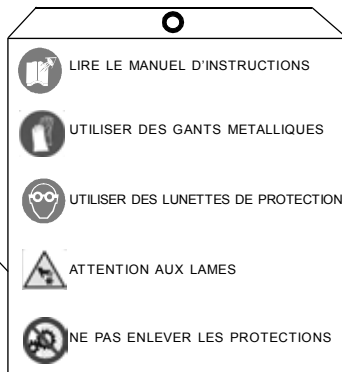 LIRE LE MANUEL D'INSTRUCTIONS
UTILISER DES GANTS METALLIQUES
UTILISER DES LUNETTES DE PROTECTION
ATTENTION AUX LAMES
NE PAS ENLEVER LES PROTECTIONS